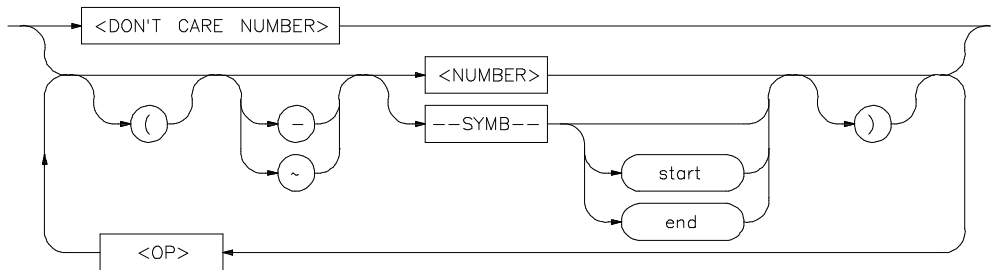 <DON'T CARE NUMBER>
<NUMBER>
( - --SYMB-- )
~ start
end
<OP>